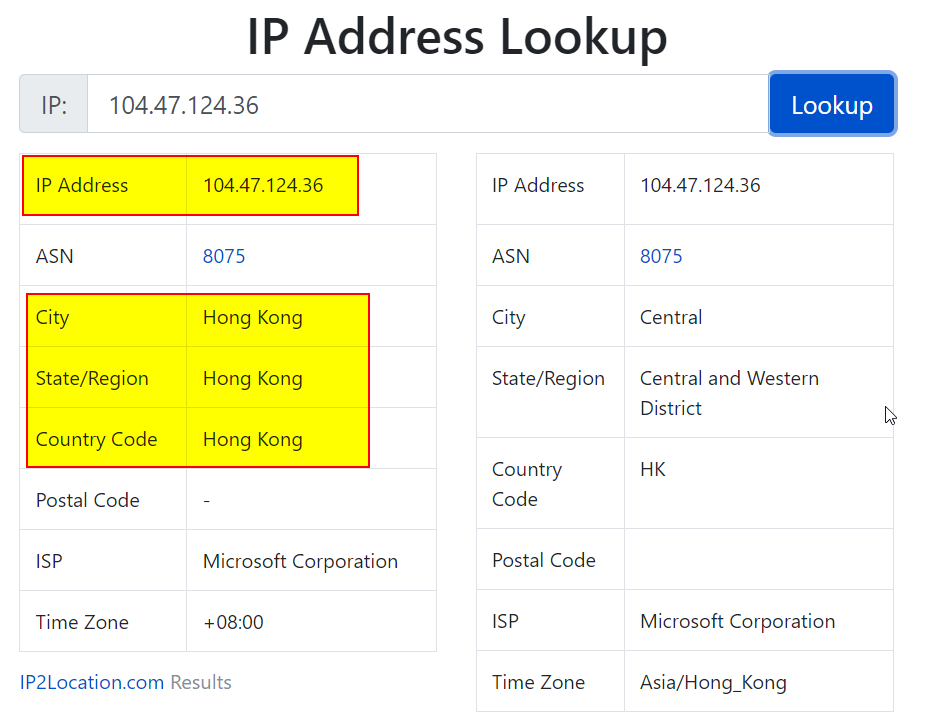 IP Address Lookup
IP: 104.47.124.36 Lookup
IP Address 104.47.124.36
ASN 8075
City Hong Kong
State/Region Hong Kong
Country Code Hong Kong
Postal Code -
ISP Microsoft Corporation
Time Zone +08:00
IP2Location.com Results
IP Address 104.47.124.36
ASN 8075
City Central
State/Region Central and Western
District
Country HK
Code
Postal Code
ISP Microsoft Corporation
Time Zone Asia/Hong_Kong